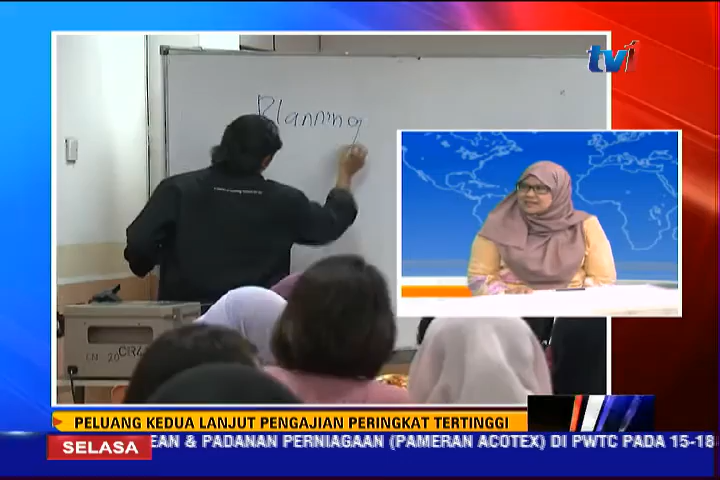 tv1
Planning
PELUANG KEDUA LANJUT PENGAJIAN PERINGKAT TERTINGGI
SELASA
EAN & PADANAN PERNIAGAAN (PAMERAN ACOTEX) DI PWTC PADA 15-18